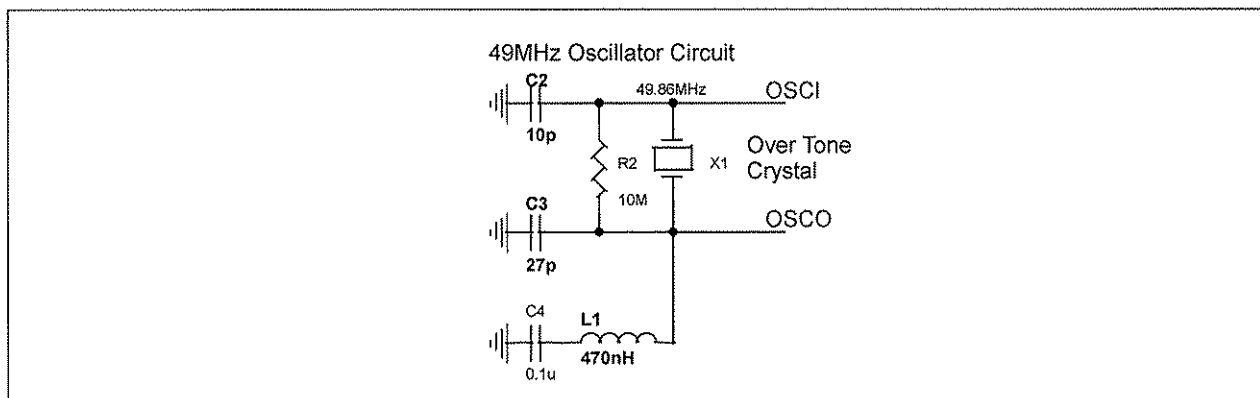 49MHz Oscillator Circuit
C2
49.86MHz
OSCI
10p
R2
X1
Over Tone
Crystal
10M
C3
OSCO
27p
C4
L1
470nH
0.1u